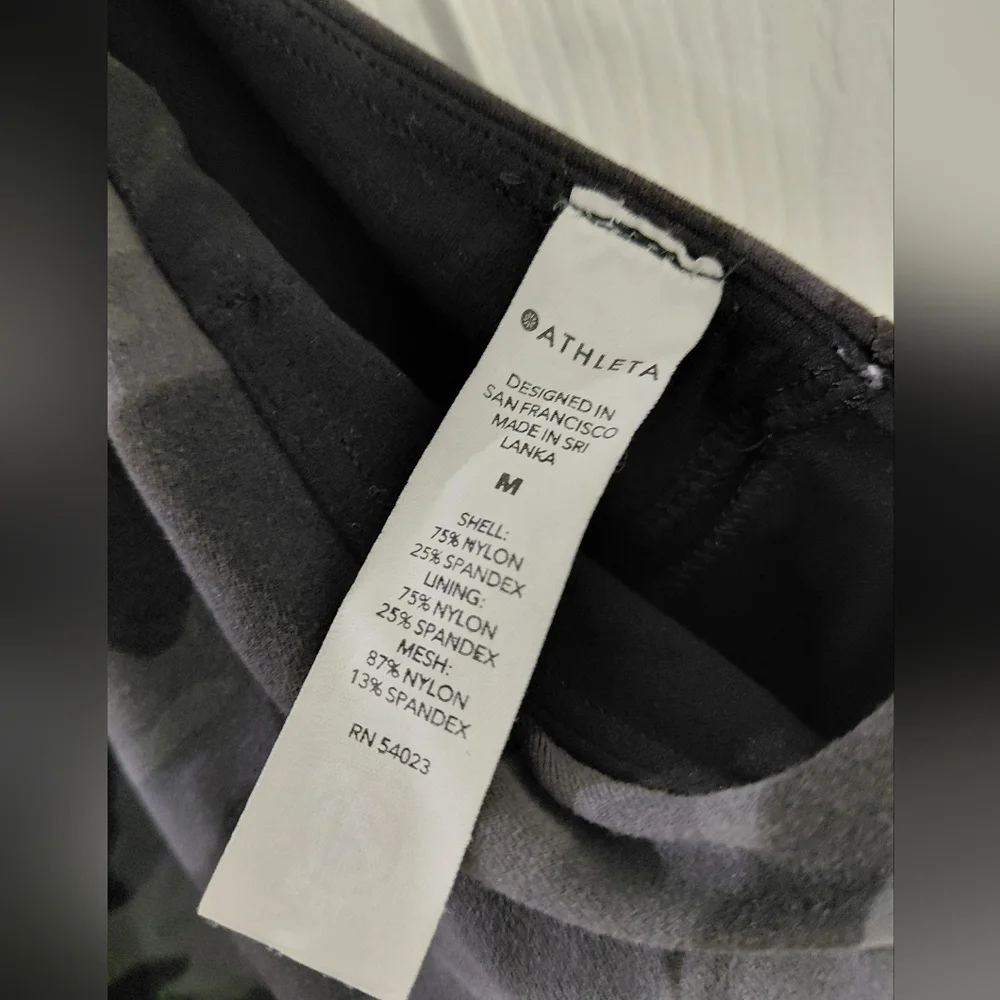 ATHLETA
DESIGNED IN
SAN FRANCISCO
MADE IN SRI
LANKA
M
SHELL:
75% NYLON
25% SPANDEX
LINING:
75% NYLON
25% SPANDEX
MESH:
87% NYLON
13% SPANDEX
RN 54023